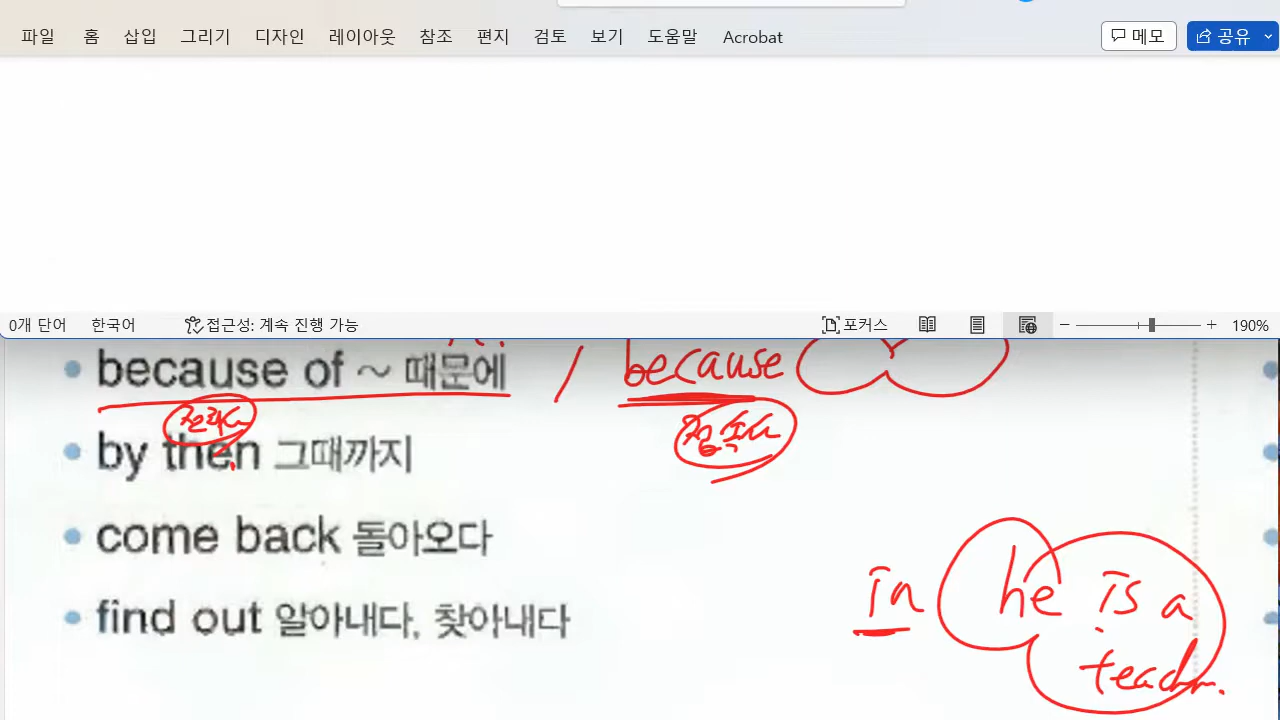 파일 홈 삽입 그리기 디자인 레이아웃 참조 편지 검토 보기 도움말 Acrobat 메모 공유
0개 단어 한국어 접근성: 계속 진행 가능 포커스 190%
because of ~ 때문에 / because
전치사
접속사
by then 그때까지
come back 돌아오다
in he is a
find out 알아내다, 찾아내다